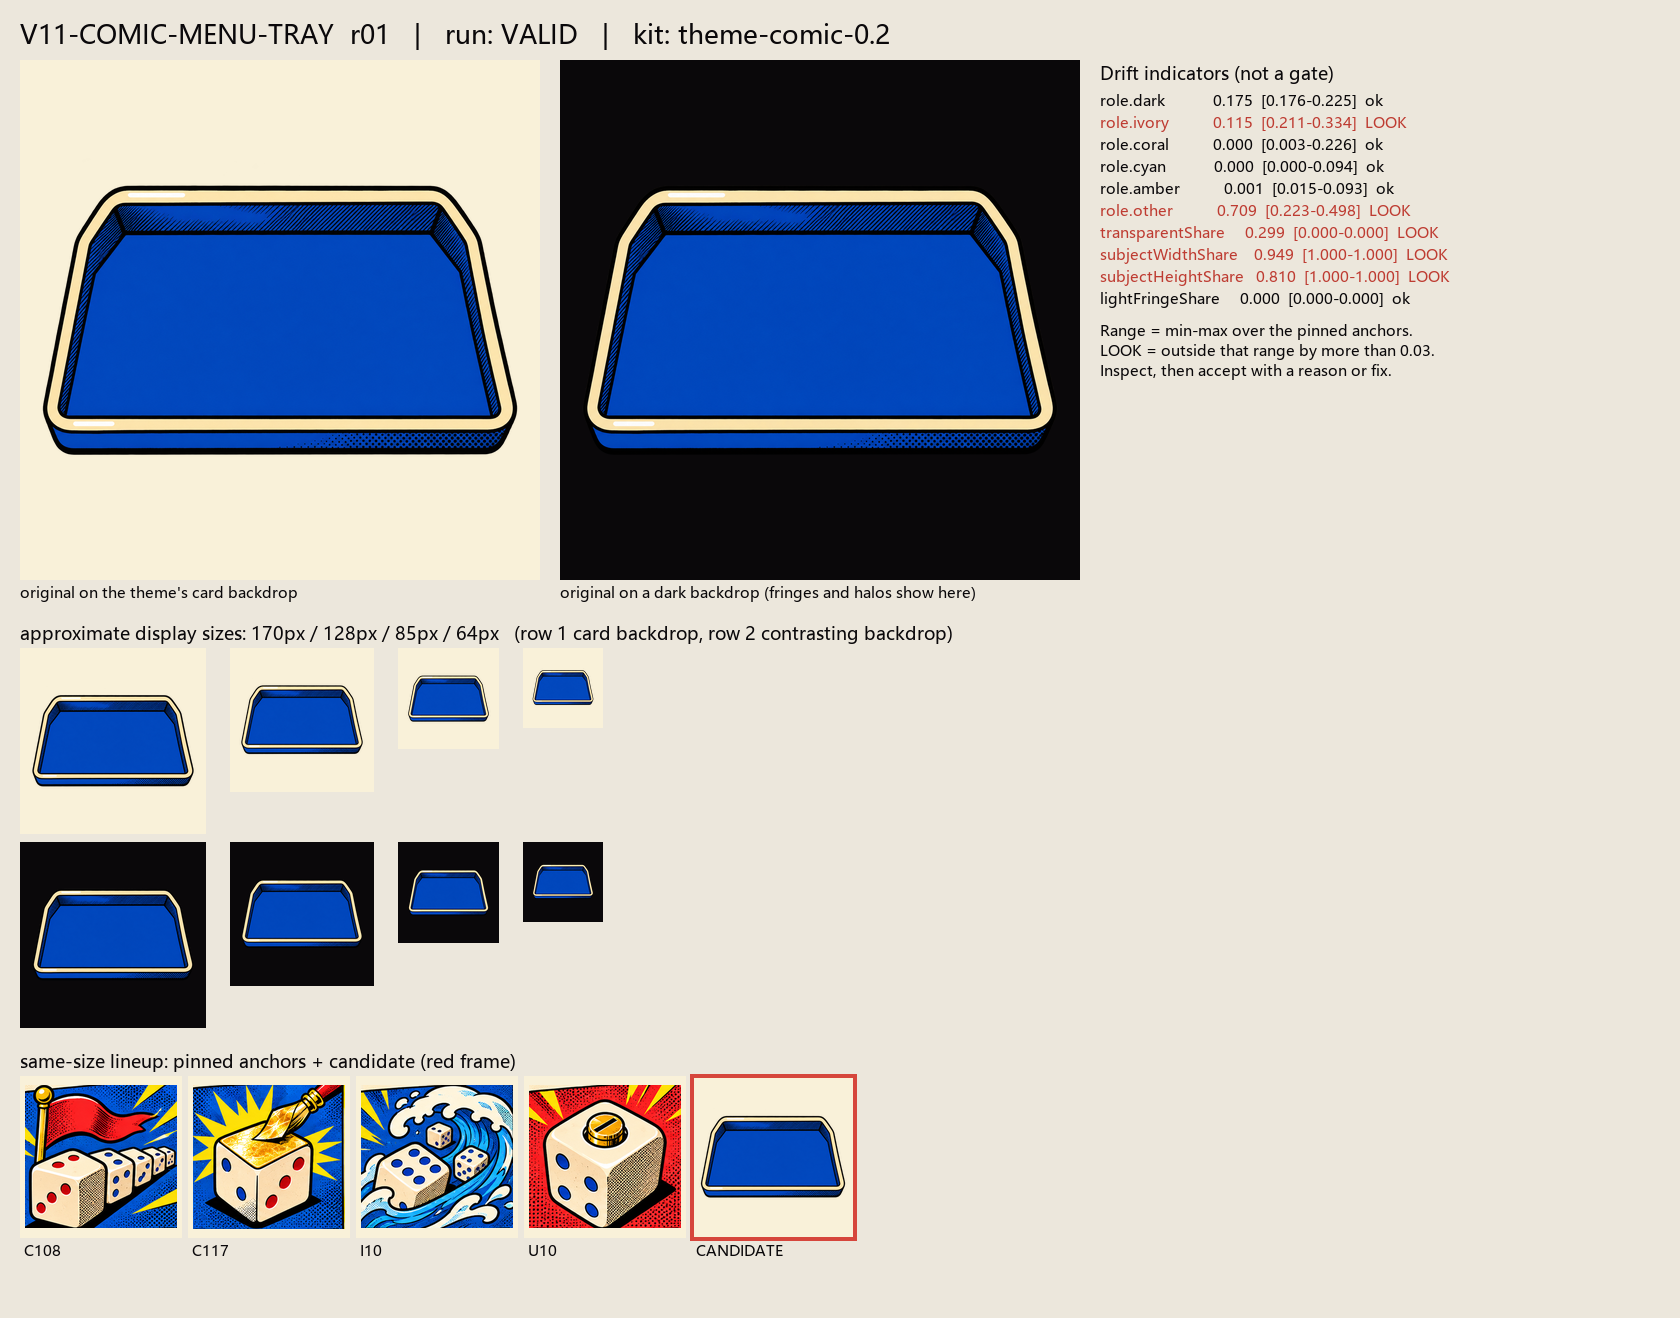 V11-COMIC-MENU-TRAY r01 | run: VALID | kit: theme-comic-0.2
Drift indicators (not a gate)
role.dark 0.175 [0.176-0.225] ok
role.ivory 0.115 [0.211-0.334] LOOK
role.coral 0.000 [0.003-0.226] ok
role.cyan 0.000 [0.000-0.094] ok
role.amber 0.001 [0.015-0.093] ok
role.other 0.709 [0.223-0.498] LOOK
transparentShare 0.299 [0.000-0.000] LOOK
subjectWidthShare 0.949 [1.000-1.000] LOOK
subjectHeightShare 0.810 [1.000-1.000] LOOK
lightFringeShare 0.000 [0.000-0.000] ok
Range = min-max over the pinned anchors.
LOOK = outside that range by more than 0.03.
Inspect, then accept with a reason or fix.
original on the theme's card backdrop
original on a dark backdrop (fringes and halos show here)
approximate display sizes: 170px / 128px / 85px / 64px (row 1 card backdrop, row 2 contrasting backdrop)
same-size lineup: pinned anchors + candidate (red frame)
C108
C117
I10
U10
CANDIDATE